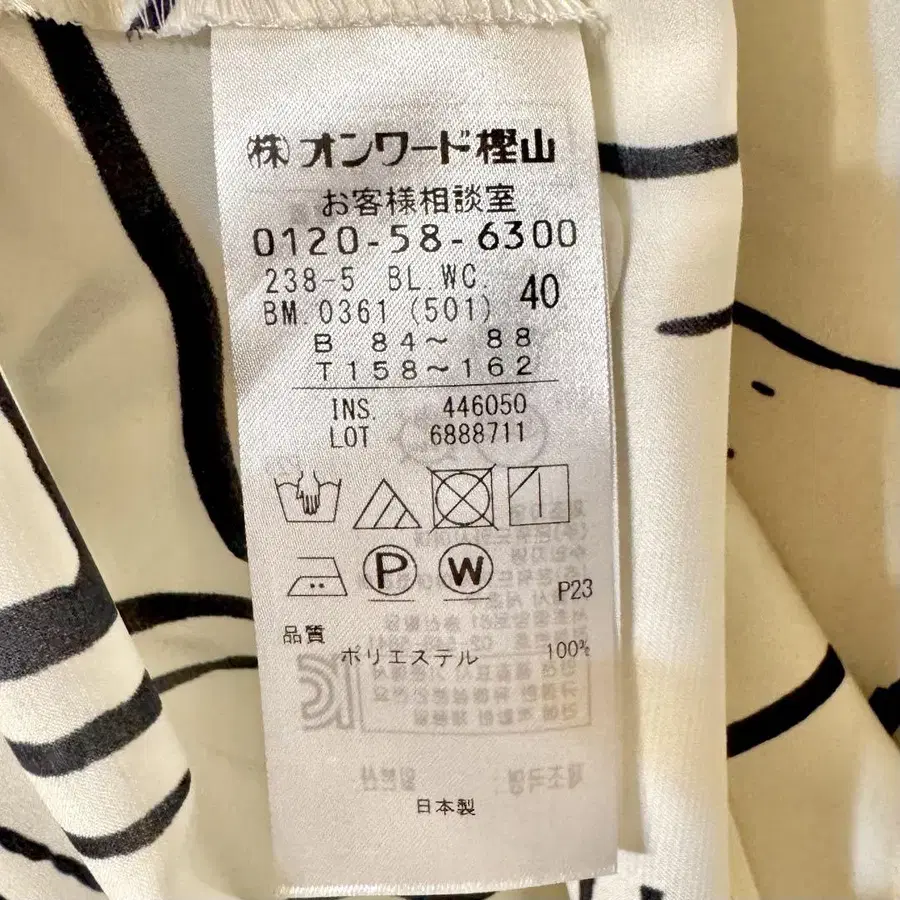 ㈱オンワード樫山
お客様相談室
0120-58-6300
238-5 BL.WC.
BM.0361 (501) 40
B 84～ 88
T158～162
INS. 446050
LOT 6888711
P
W
P23
品質
ポリエステル 100%
日本製